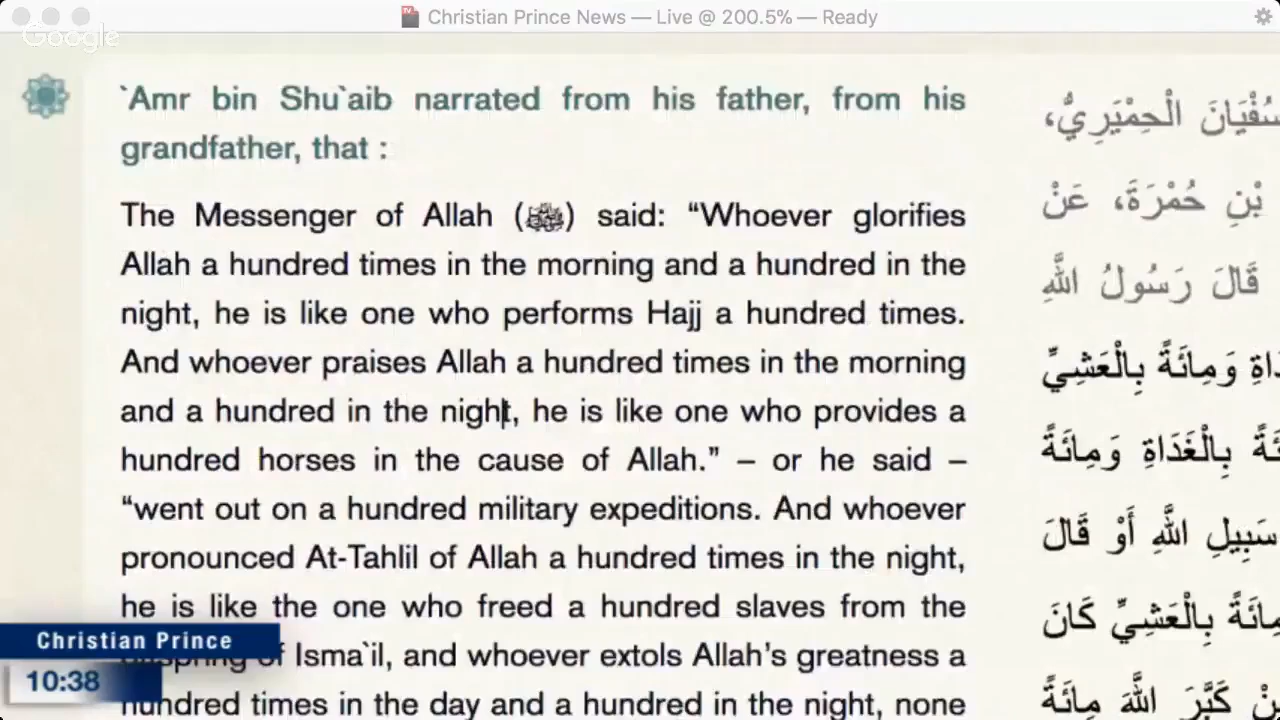 Christian Prince News — Live @ 200.5% — Ready
Google
`Amr bin Shu`aib narrated from his father, from his
grandfather, that :
The Messenger of Allah (ﷺ) said: “Whoever glorifies
Allah a hundred times in the morning and a hundred in the
night, he is like one who performs Hajj a hundred times.
And whoever praises Allah a hundred times in the morning
and a hundred in the night, he is like one who provides a
hundred horses in the cause of Allah.” – or he said –
“went out on a hundred military expeditions. And whoever
pronounced At-Tahlil of Allah a hundred times in the night,
he is like the one who freed a hundred slaves from the
offspring of Isma`il, and whoever extols Allah’s greatness a
hundred times in the day and a hundred in the night, none
سُفْيَانَ الْحِمْيَرِيُّ،
بْنِ حُمْرَةَ، عَنْ
قَالَ رَسُولُ اللَّهِ
وَمِائَةً بِالْعَشِيِّ
بِالْغَدَاةِ وَمِائَةً
سَبِيلِ اللَّهِ أَوْ قَالَ
بِالْعَشِيِّ كَانَ
كَبَّرَ اللَّهَ مِائَةً
Christian Prince
10:38